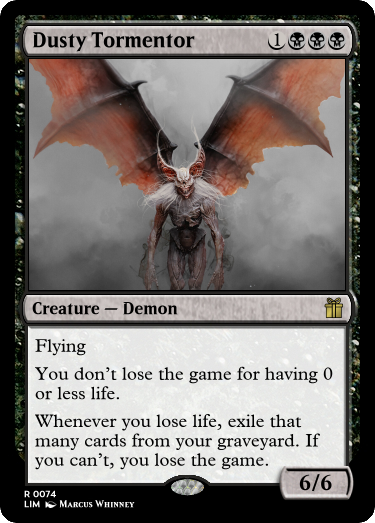 Dusty Tormentor 1
Creature — Demon
Flying
You don't lose the game for having 0
or less life.
Whenever you lose life, exile that
many cards from your graveyard. If
you can't, you lose the game.
6/6
R 0074
LIM Marcus Whinney